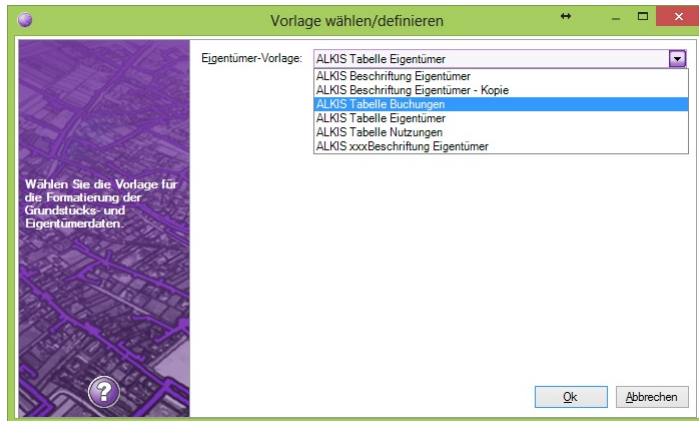 Vorlage wählen/definieren
Eigentümer-Vorlage:
ALKIS Tabelle Eigentümer
ALKIS Beschriftung Eigentümer
ALKIS Beschriftung Eigentümer - Kopie
ALKIS Tabelle Buchungen
ALKIS Tabelle Eigentümer
ALKIS Tabelle Nutzungen
ALKIS xxxBeschriftung Eigentümer
Wählen Sie die Vorlage für
die Formatierung der
Grundstücks- und
Eigentümerdaten.
?
Ok
Abbrechen